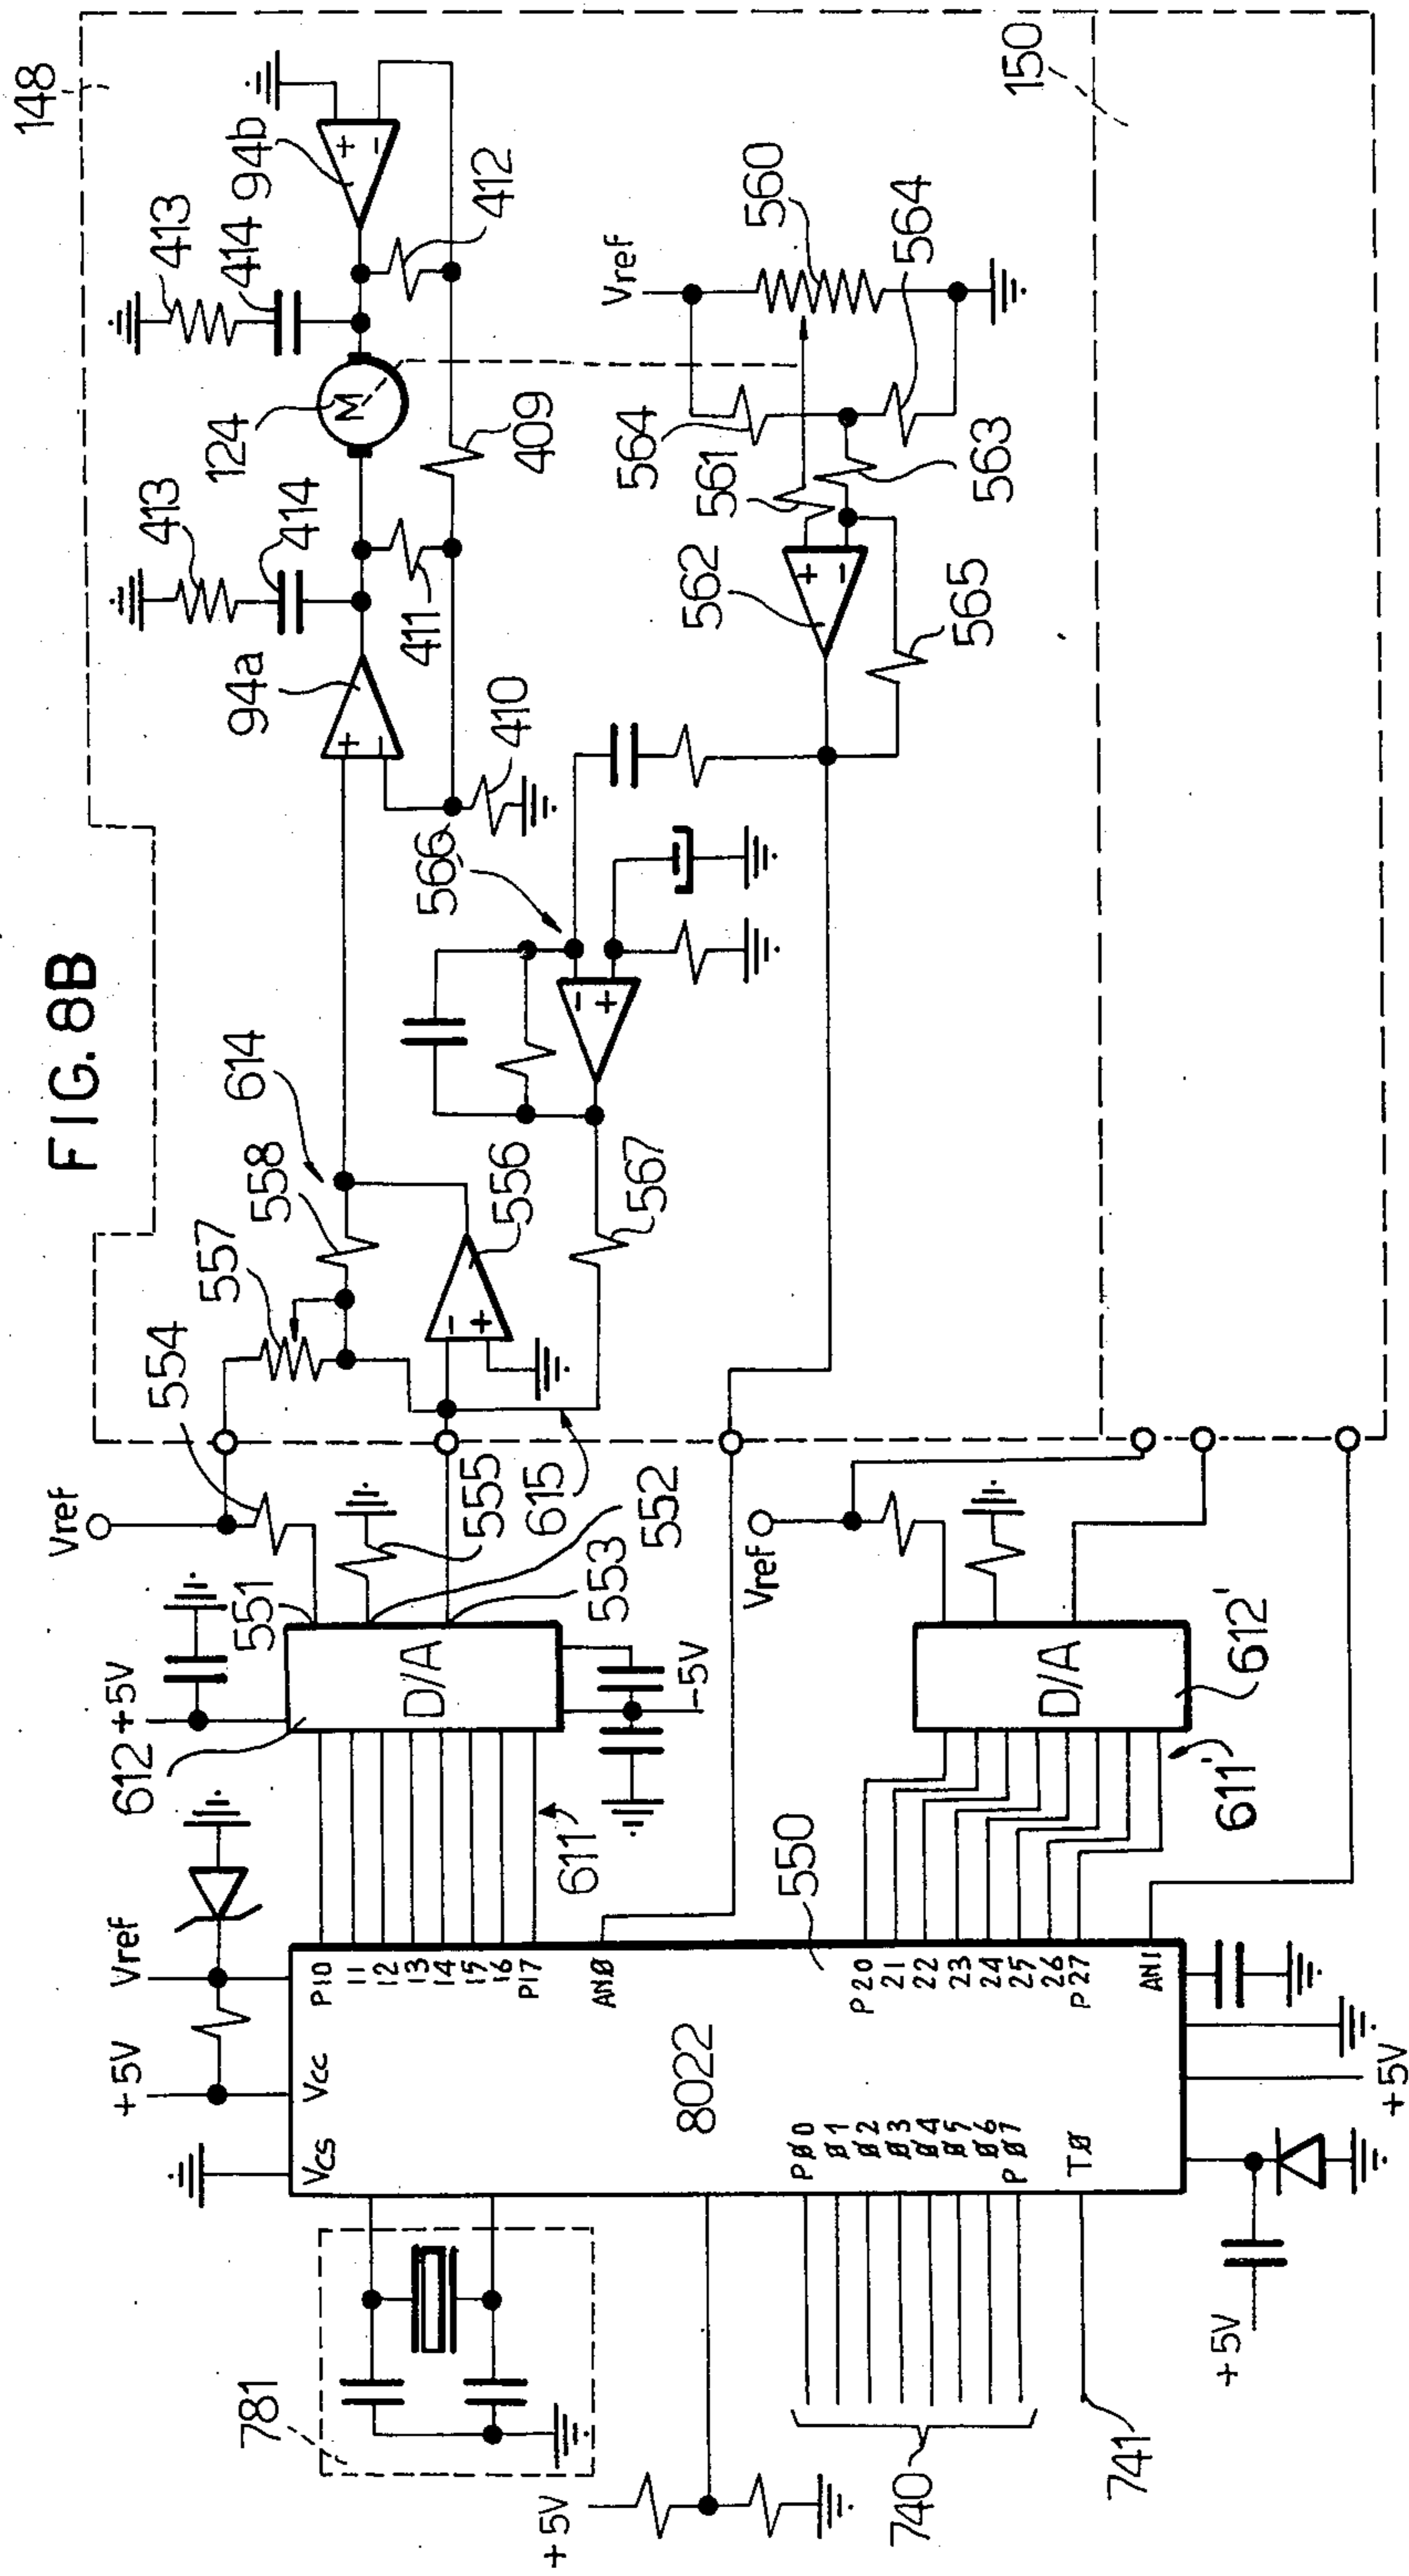 FIG. 8B
148
150
94b
413
414
124
412
409
413
414
411
94a
410
M
+
-
+
-
Vref
560
564
564
561
563
562
+
-
565
566
-
+
614
558
557
556
-
+
567
554
555
615
552
553
551
Vref
Vref
612
+5V
D/A
-5V
611
612'
D/A
611'
550
Vref
+5V
Vcs
Vcc
P10
11
12
13
14
15
16
P17
ANØ
P20
21
22
23
24
25
26
P27
AN1
8022
PØ0
Ø1
Ø2
Ø3
Ø4
Ø5
Ø6
PØ7
TØ
781
+5V
740
741
+5V
+5V